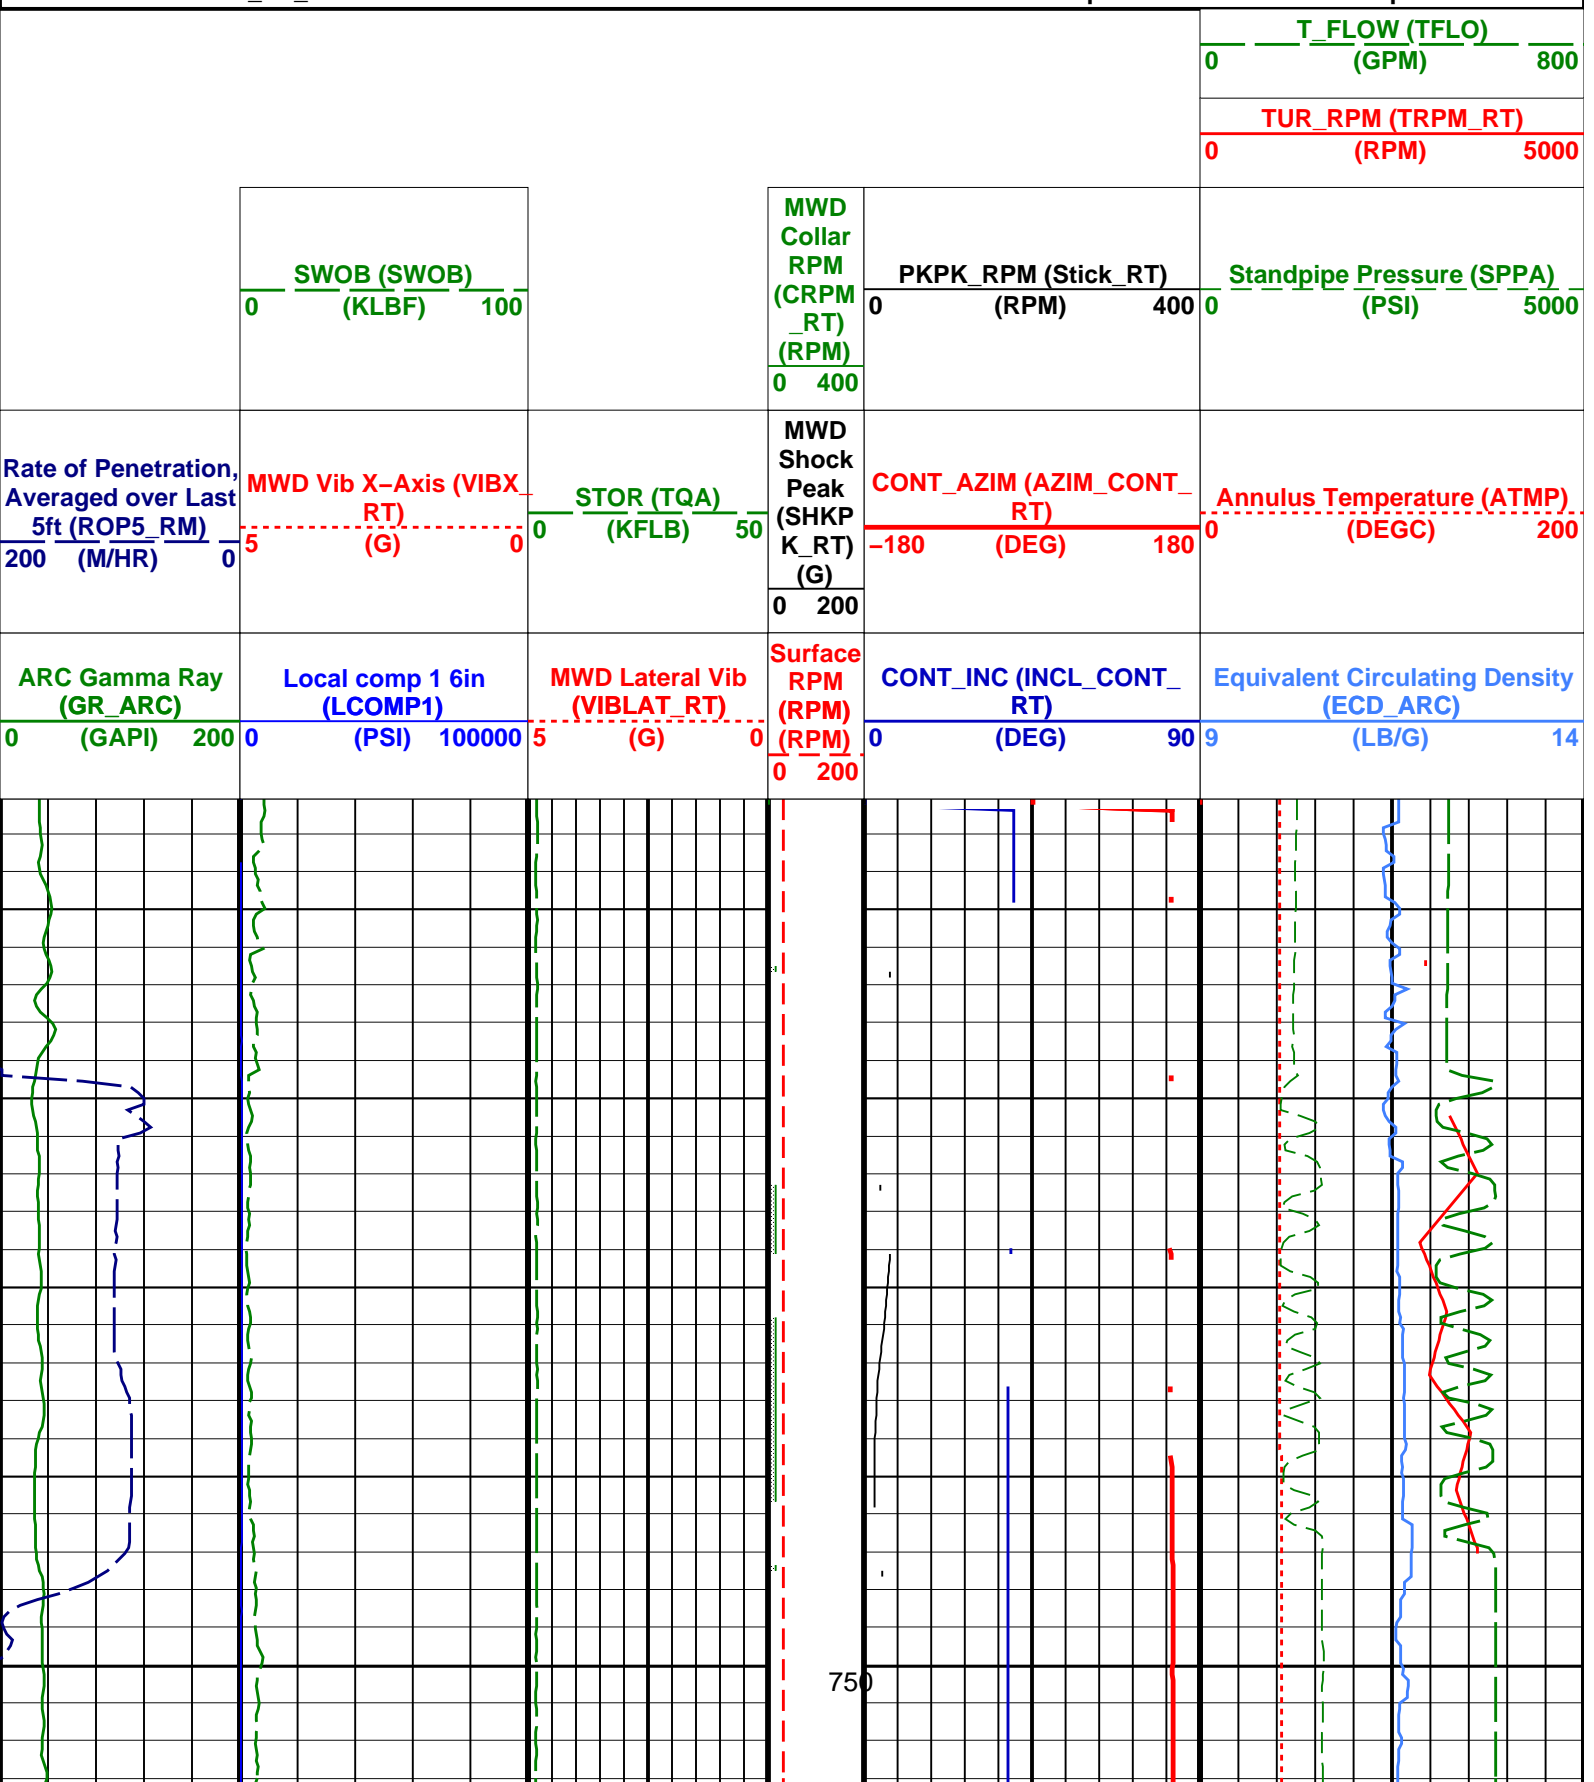 T_FLOW (TFLO)
0 (GPM) 800
TUR_RPM (TRPM_RT)
0 (RPM) 5000
SWOB (SWOB)
0 (KLBF) 100
MWD
Collar
RPM
(CRPM
_RT)
(RPM)
0 400
PKPK_RPM (Stick_RT)
0 (RPM) 400
Standpipe Pressure (SPPA)
0 (PSI) 5000
Rate of Penetration,
Averaged over Last
5ft (ROP5_RM)
200 (M/HR) 0
MWD Vib X−Axis (VIBX_
RT)
5 (G) 0
STOR (TQA)
0 (KFLB) 50
MWD
Shock
Peak
(SHKP
K_RT)
(G)
0 200
CONT_AZIM (AZIM_CONT_
RT)
−180 (DEG) 180
Annulus Temperature (ATMP)
0 (DEGC) 200
ARC Gamma Ray
(GR_ARC)
0 (GAPI) 200
Local comp 1 6in
(LCOMP1)
0 (PSI) 100000
MWD Lateral Vib
(VIBLAT_RT)
5 (G) 0
Surface
RPM
(RPM)
(RPM)
0 200
CONT_INC (INCL_CONT_
RT)
0 (DEG) 90
Equivalent Circulating Density
(ECD_ARC)
9 (LB/G) 14
750